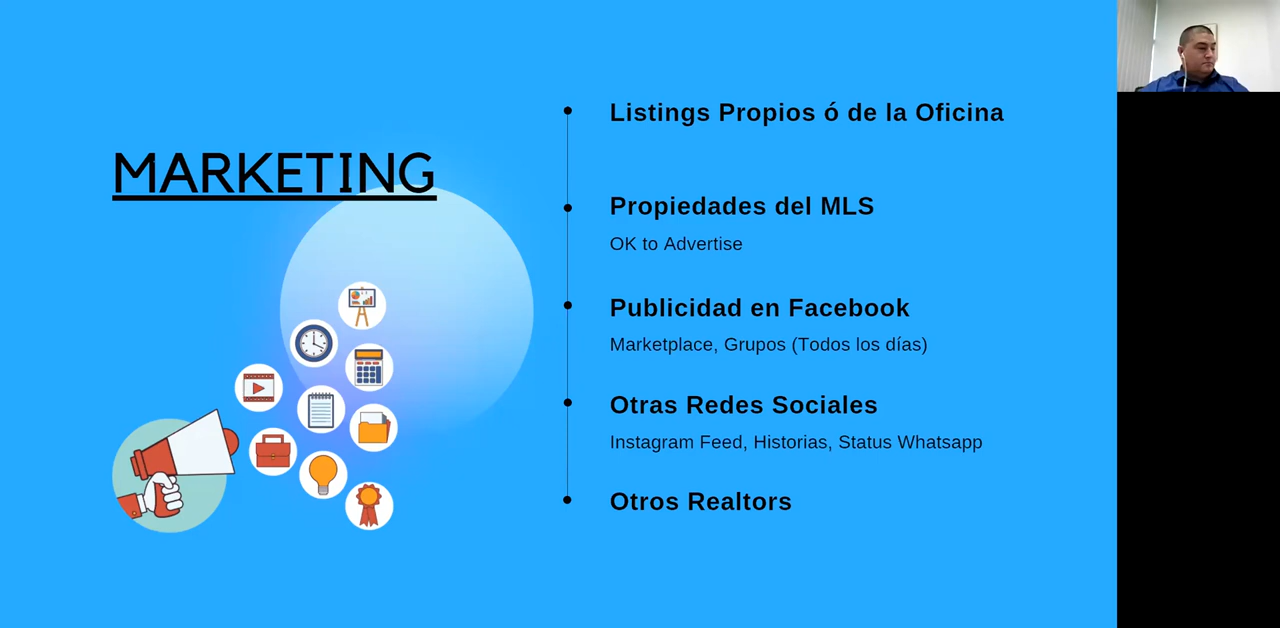 MARKETING
Listings Propios ó de la Oficina
Propiedades del MLS
OK to Advertise
Publicidad en Facebook
Marketplace, Grupos (Todos los días)
Otras Redes Sociales
Instagram Feed, Historias, Status Whatsapp
Otros Realtors